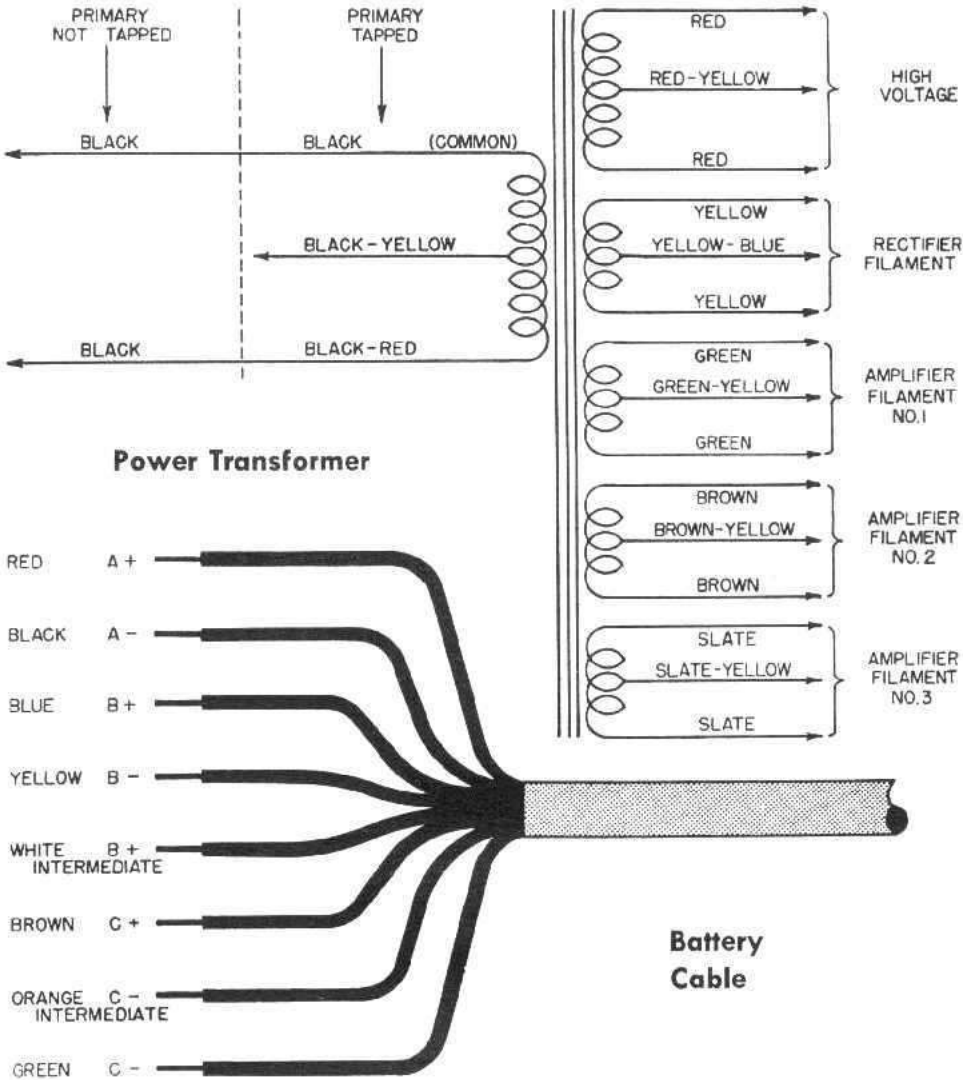 PRIMARY
NOT TAPPED
PRIMARY
TAPPED
BLACK
BLACK
(COMMON)
BLACK-YELLOW
BLACK
BLACK-RED
RED
RED-YELLOW
RED
HIGH
VOLTAGE
YELLOW
YELLOW-BLUE
YELLOW
RECTIFIER
FILAMENT
GREEN
GREEN-YELLOW
GREEN
AMPLIFIER
FILAMENT
NO.1
BROWN
BROWN-YELLOW
BROWN
AMPLIFIER
FILAMENT
NO.2
SLATE
SLATE-YELLOW
SLATE
AMPLIFIER
FILAMENT
NO.3
Power Transformer
RED A+
BLACK A-
BLUE B+
YELLOW B-
WHITE B+
INTERMEDIATE
BROWN C+
ORANGE C-
INTERMEDIATE
GREEN C-
Battery
Cable